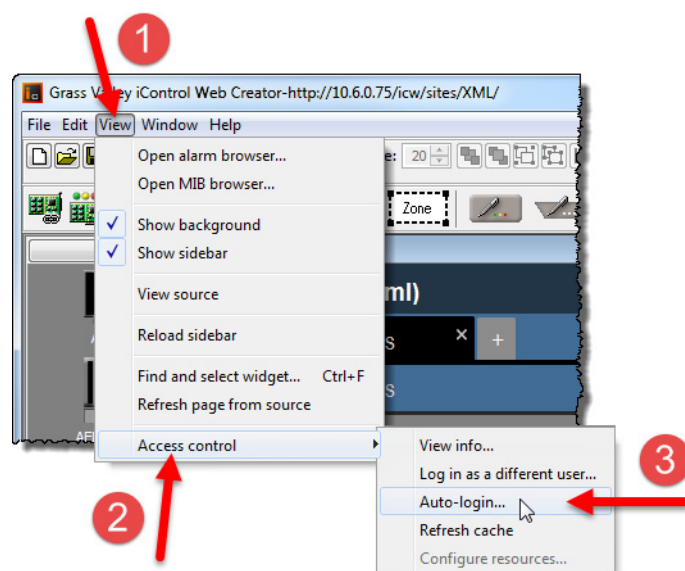 1
Grass Valley iControl Web Creator-http://10.6.0.75/icw/sites/XML/
File Edit View Window Help
Open alarm browser...
20
Open MIB browser...
Zone
Show background
Show sidebar
View source
ml)
Reload sidebar
s
×
+
Find and select widget... Ctrl+F
s
Refresh page from source
Access control
View info...
Log in as a different user...
3
Auto-login...
2
Refresh cache
Configure resources...